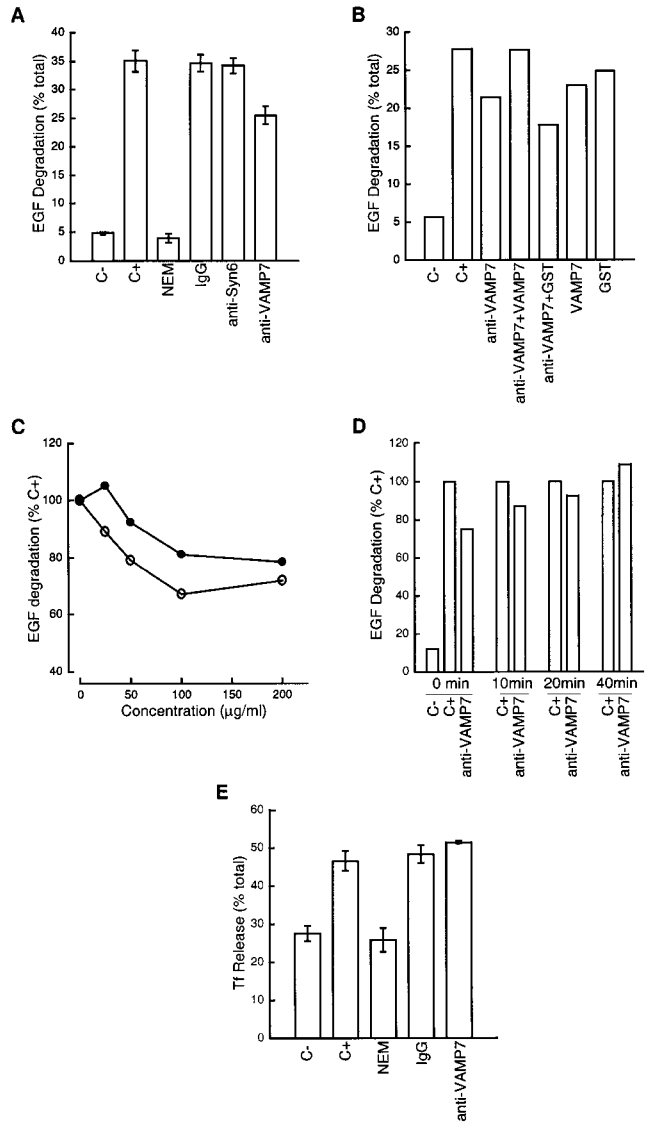 A
EGF Degradation (% total)
40
35
30
25
20
15
10
5
0
C-
C+
NEM
IgG
anti-Syn6
anti-VAMP7
B
EGF Degradation (% total)
30
25
20
15
10
5
0
C-
C+
anti-VAMP7
anti-VAMP7+VAMP7
anti-VAMP7+GST
VAMP7
GST
C
EGF degradation (% C+)
120
100
80
60
40
0
50
100
150
200
Concentration (µg/ml)
D
EGF Degradation (% C+)
120
100
80
60
40
20
0
0 min
10min
20min
40min
C-
C+
anti-VAMP7
C+
anti-VAMP7
C+
anti-VAMP7
C+
anti-VAMP7
E
Tf Release (% total)
60
50
40
30
20
10
0
C-
C+
NEM
IgG
anti-VAMP7